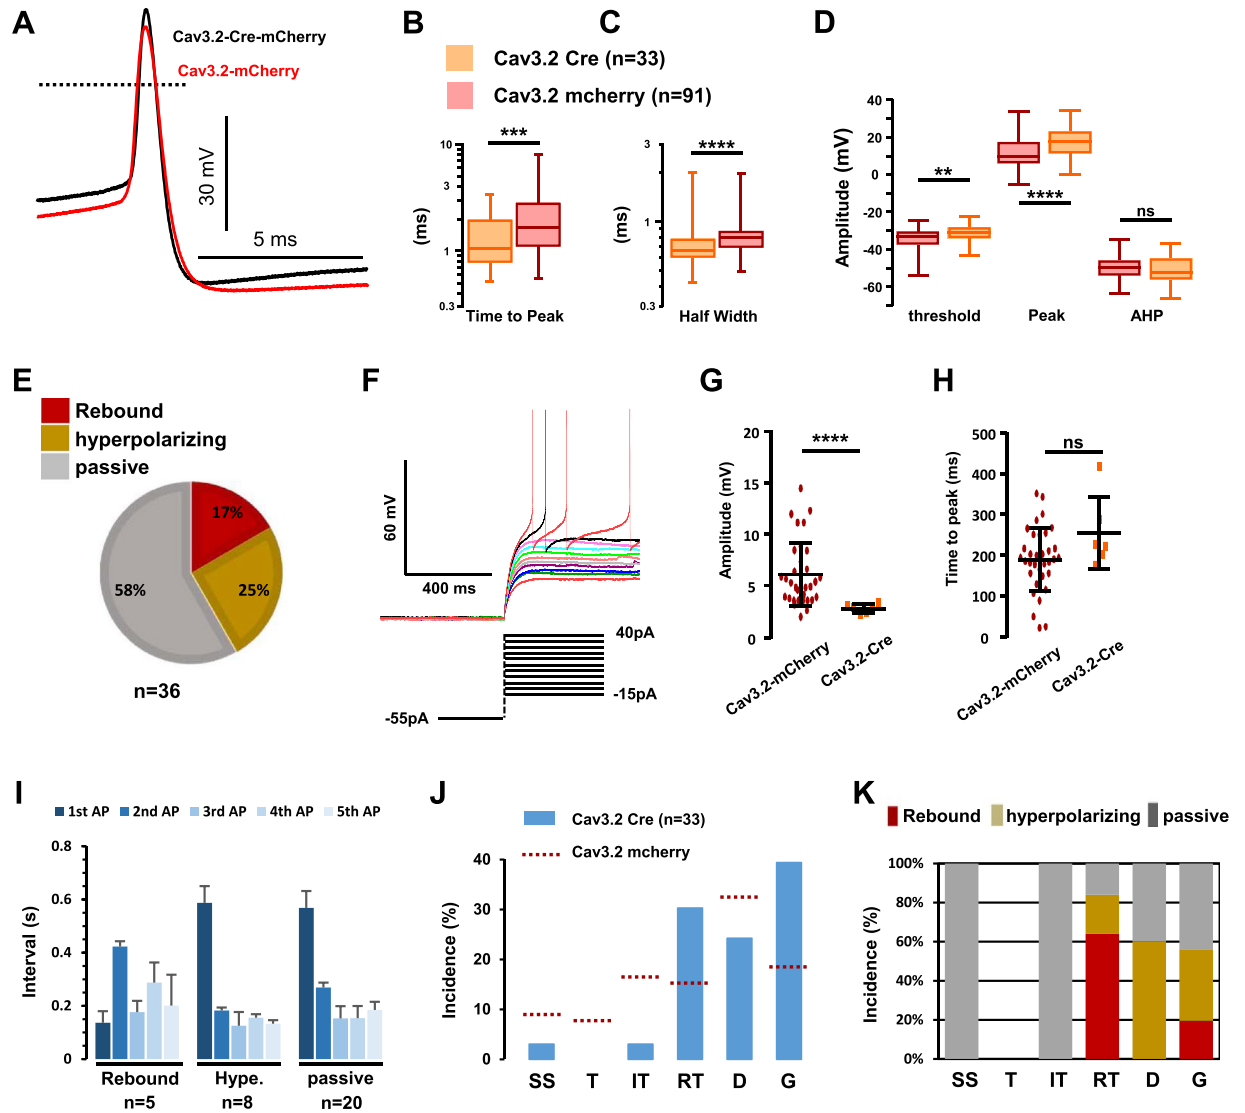 A
Cav3.2-Cre-mCherry
Cav3.2-mCherry
30 mV
5 ms
B
C
Cav3.2 Cre (n=33)
Cav3.2 mcherry (n=91)
***
10
3
2
1
0.3
(ms)
Time to Peak
****
3
1
0.3
(ms)
Half Width
D
40
20
0
-20
-40
-60
Amplitude (mV)
**
****
ns
threshold
Peak
AHP
E
Rebound
hyperpolarizing
passive
17%
58%
25%
n=36
F
60 mV
400 ms
40pA
-15pA
-55pA
G
20
15
10
5
0
Amplitude (mV)
****
Cav3.2-mCherry
Cav3.2-Cre
H
500
400
300
200
100
0
Time to peak (ms)
ns
Cav3.2-mCherry
Cav3.2-Cre
I
1st AP 2nd AP 3rd AP 4th AP 5th AP
0.8
0.6
0.4
0.2
0
Interval (s)
Rebound Hype. passive
n=5 n=8 n=20
J
Cav3.2 Cre (n=33)
Cav3.2 mcherry
40
30
20
10
0
Incidence (%)
SS T IT RT D G
K
Rebound hyperpolarizing passive
100%
80%
60%
40%
20%
0%
Incidence (%)
SS T IT RT D G